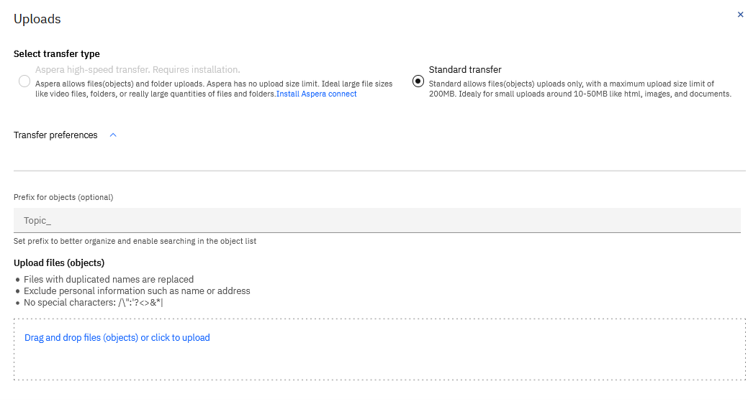 Uploads
Select transfer type
Aspera high-speed transfer. Requires installation.
Aspera allows files(objects) and folder uploads. Aspera has no upload size limit. Ideal large file sizes
like video files, folders, or really large quantities of files and folders.Install Aspera connect
Standard transfer
Standard allows files(objects) uploads only, with a maximum upload size limit of
200MB. Idealy for small uploads around 10-50MB like html, images, and documents.
Transfer preferences
Prefix for objects (optional)
Topic_
Set prefix to better organize and enable searching in the object list
Upload files (objects)
• Files with duplicated names are replaced
• Exclude personal information such as name or address
• No special characters: /\":'?<>&*|
Drag and drop files (objects) or click to upload